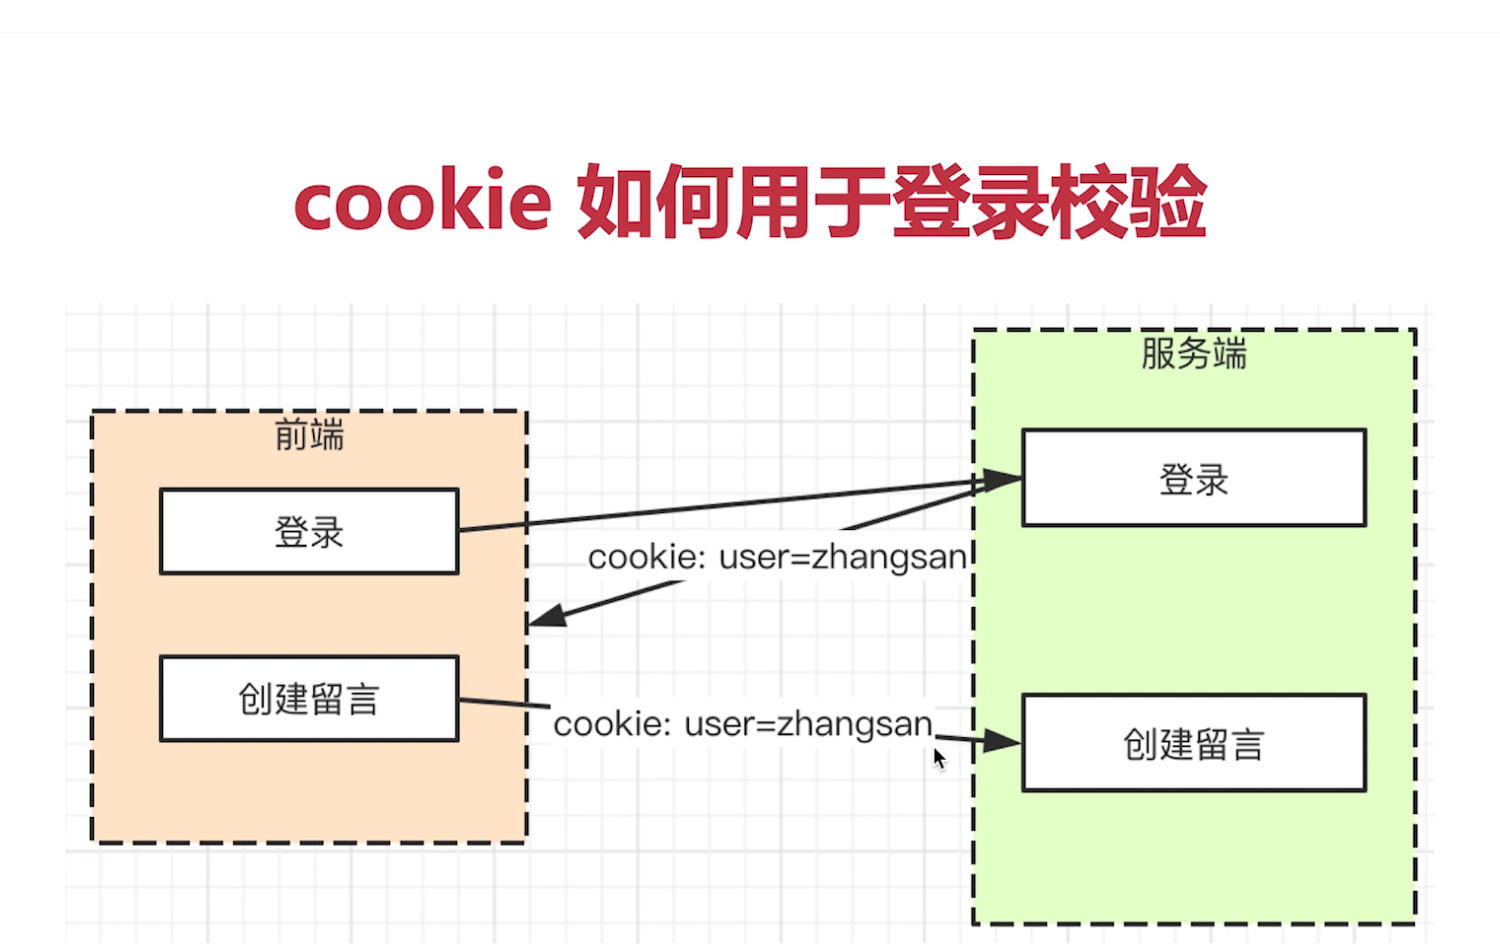 cookie 如何用于登录校验
服务端
前端
登录
登录
cookie: user=zhangsan
创建留言
cookie: user=zhangsan
创建留言